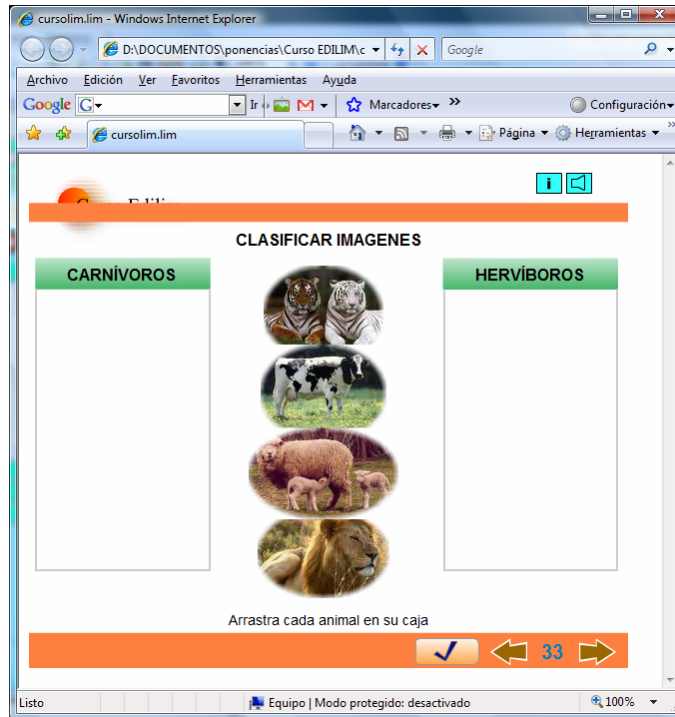 cursolim.lim - Windows Internet Explorer
D:\DOCUMENTOS\ponencias\Curso EDILIM\c
Google
Archivo Edición Ver Favoritos Herramientas Ayuda
Google G Ir Marcadores Configuración
cursolim.lim Página Herramientas
i
CLASIFICAR IMAGENES
CARNÍVOROS
HERVÍBOROS
Arrastra cada animal en su caja
33
Listo Equipo | Modo protegido: desactivado 100%